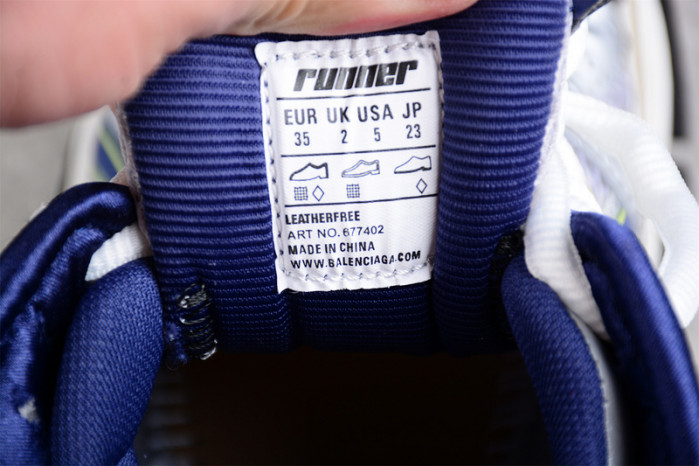 runner
EUR UK USA JP
35 2 5 23
LEATHERFREE
ART NO. 677402
MADE IN CHINA
WWW.BALENCIAGA.COM